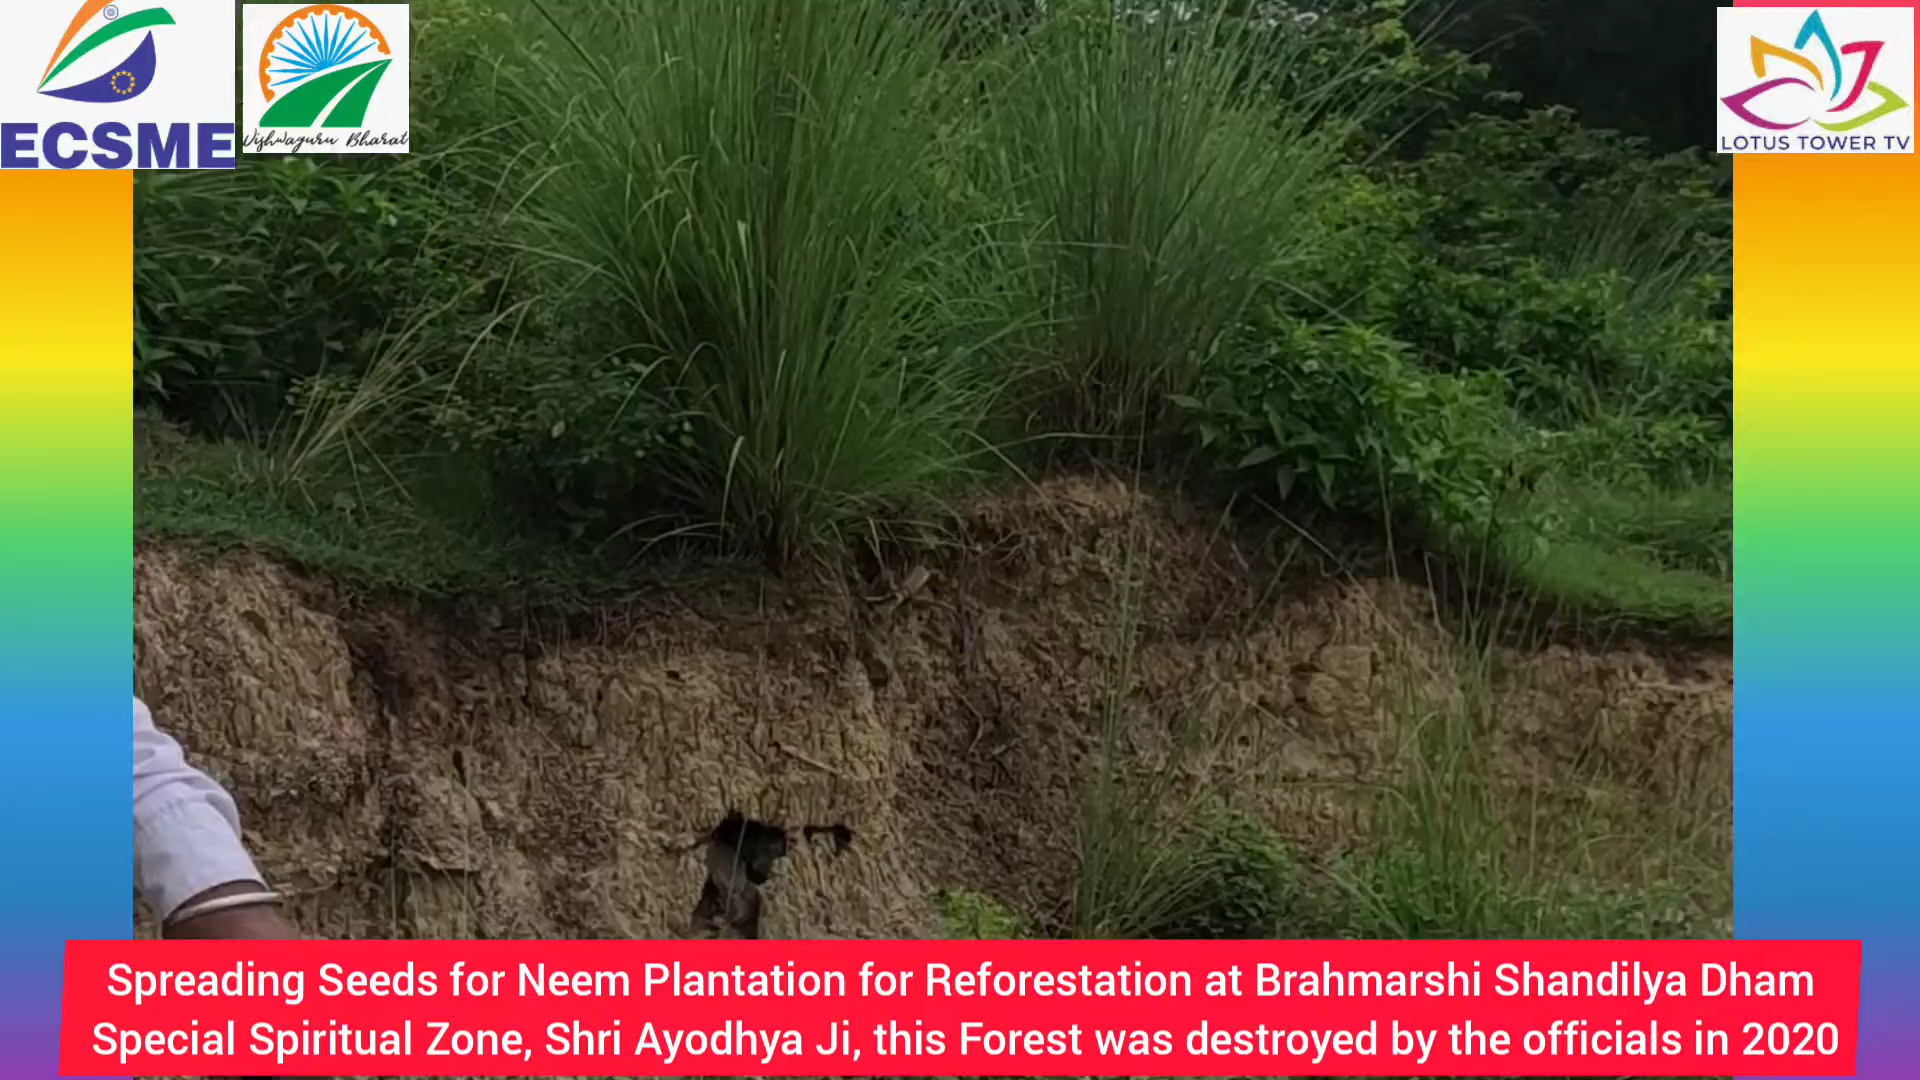 ECSME
Vishwaguru Bharat
LOTUS TOWER TV
Spreading Seeds for Neem Plantation for Reforestation at Brahmarshi Shandilya Dham
Special Spiritual Zone, Shri Ayodhya Ji, this Forest was destroyed by the officials in 2020